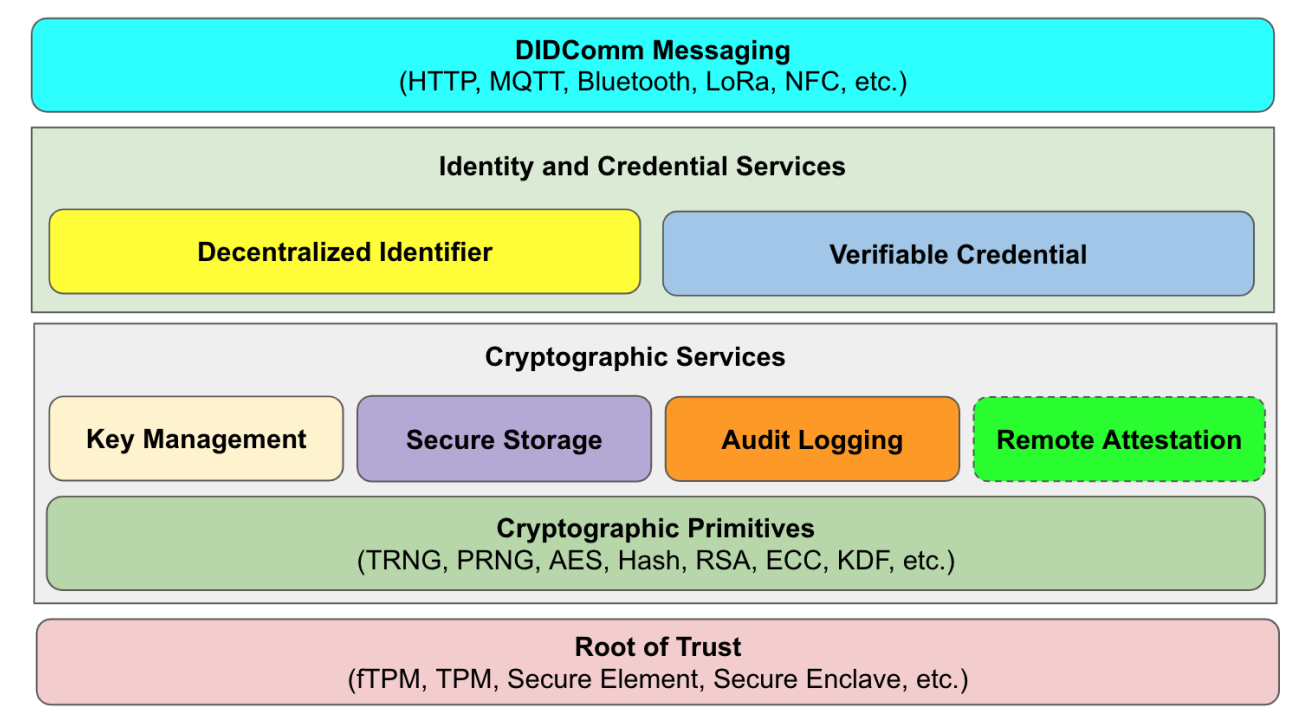 DIDComm Messaging
(HTTP, MQTT, Bluetooth, LoRa, NFC, etc.)
Identity and Credential Services
Decentralized Identifier
Verifiable Credential
Cryptographic Services
Key Management
Secure Storage
Audit Logging
Remote Attestation
Cryptographic Primitives
(TRNG, PRNG, AES, Hash, RSA, ECC, KDF, etc.)
Root of Trust
(fTPM, TPM, Secure Element, Secure Enclave, etc.)